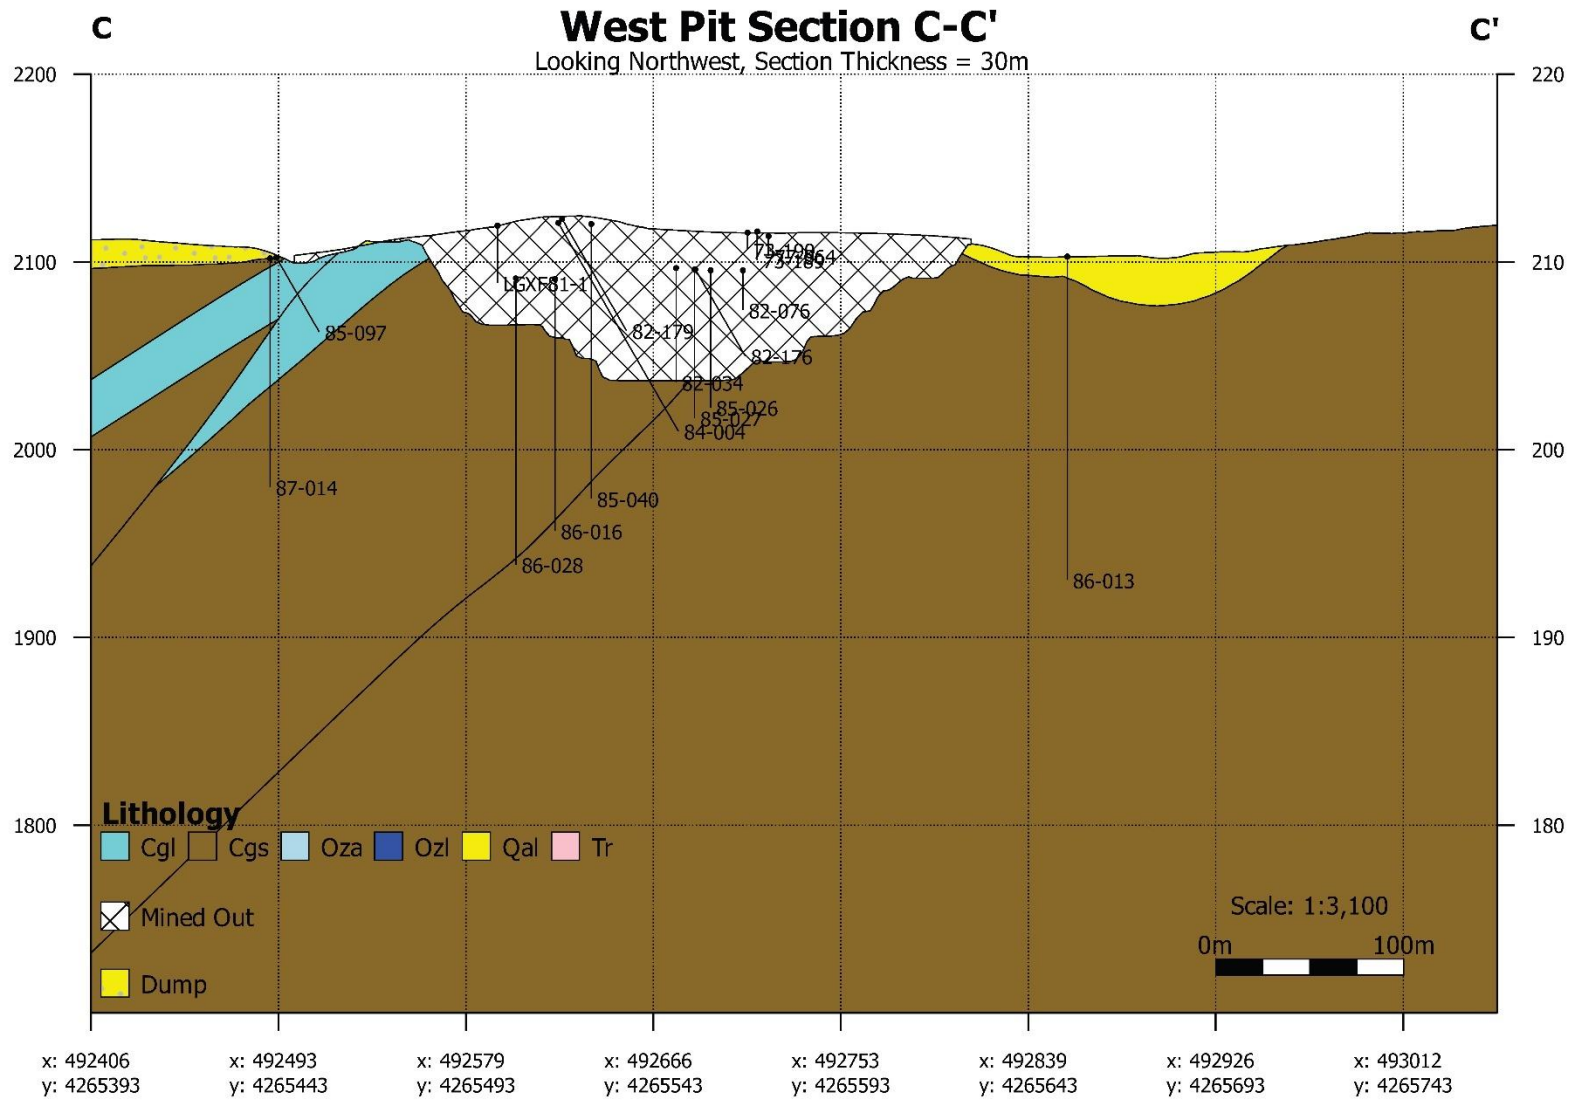 C
West Pit Section C-C'
C'
Looking Northwest, Section Thickness = 30m
2200
220
2100
210
2000
200
1900
190
1800
180
LGXF81-1
82-076
82-179
85-097
82-176
82-034
85-026
85-027
84-004
87-014
85-040
86-016
86-028
86-013
Lithology
Cgl Cgs Oza Ozl Qal Tr
Mined Out
Dump
Scale: 1:3,100
0m 100m
x: 492406 x: 492493 x: 492579 x: 492666 x: 492753 x: 492839 x: 492926 x: 493012
y: 4265393 y: 4265443 y: 4265493 y: 4265543 y: 4265593 y: 4265643 y: 4265693 y: 4265743